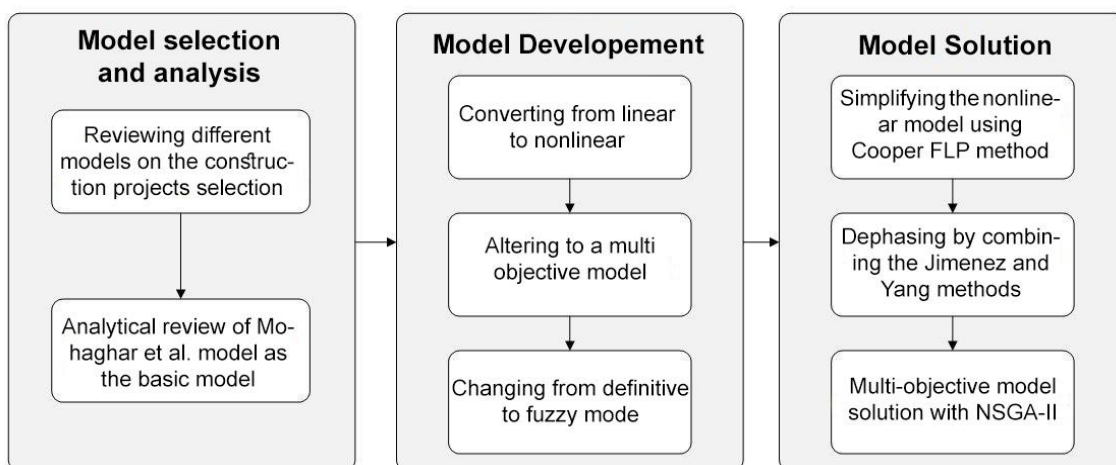 Model selection
and analysis
Reviewing different
models on the construc-
tion projects selection
Analytical review of Mo-
haghar et al. model as
the basic model
Model Developement
Converting from linear
to nonlinear
Altering to a multi
objective model
Changing from definitive
to fuzzy mode
Model Solution
Simplifying the nonline-
ar model using
Cooper FLP method
Dephasing by combin-
ing the Jimenez and
Yang methods
Multi-objective model
solution with NSGA-II